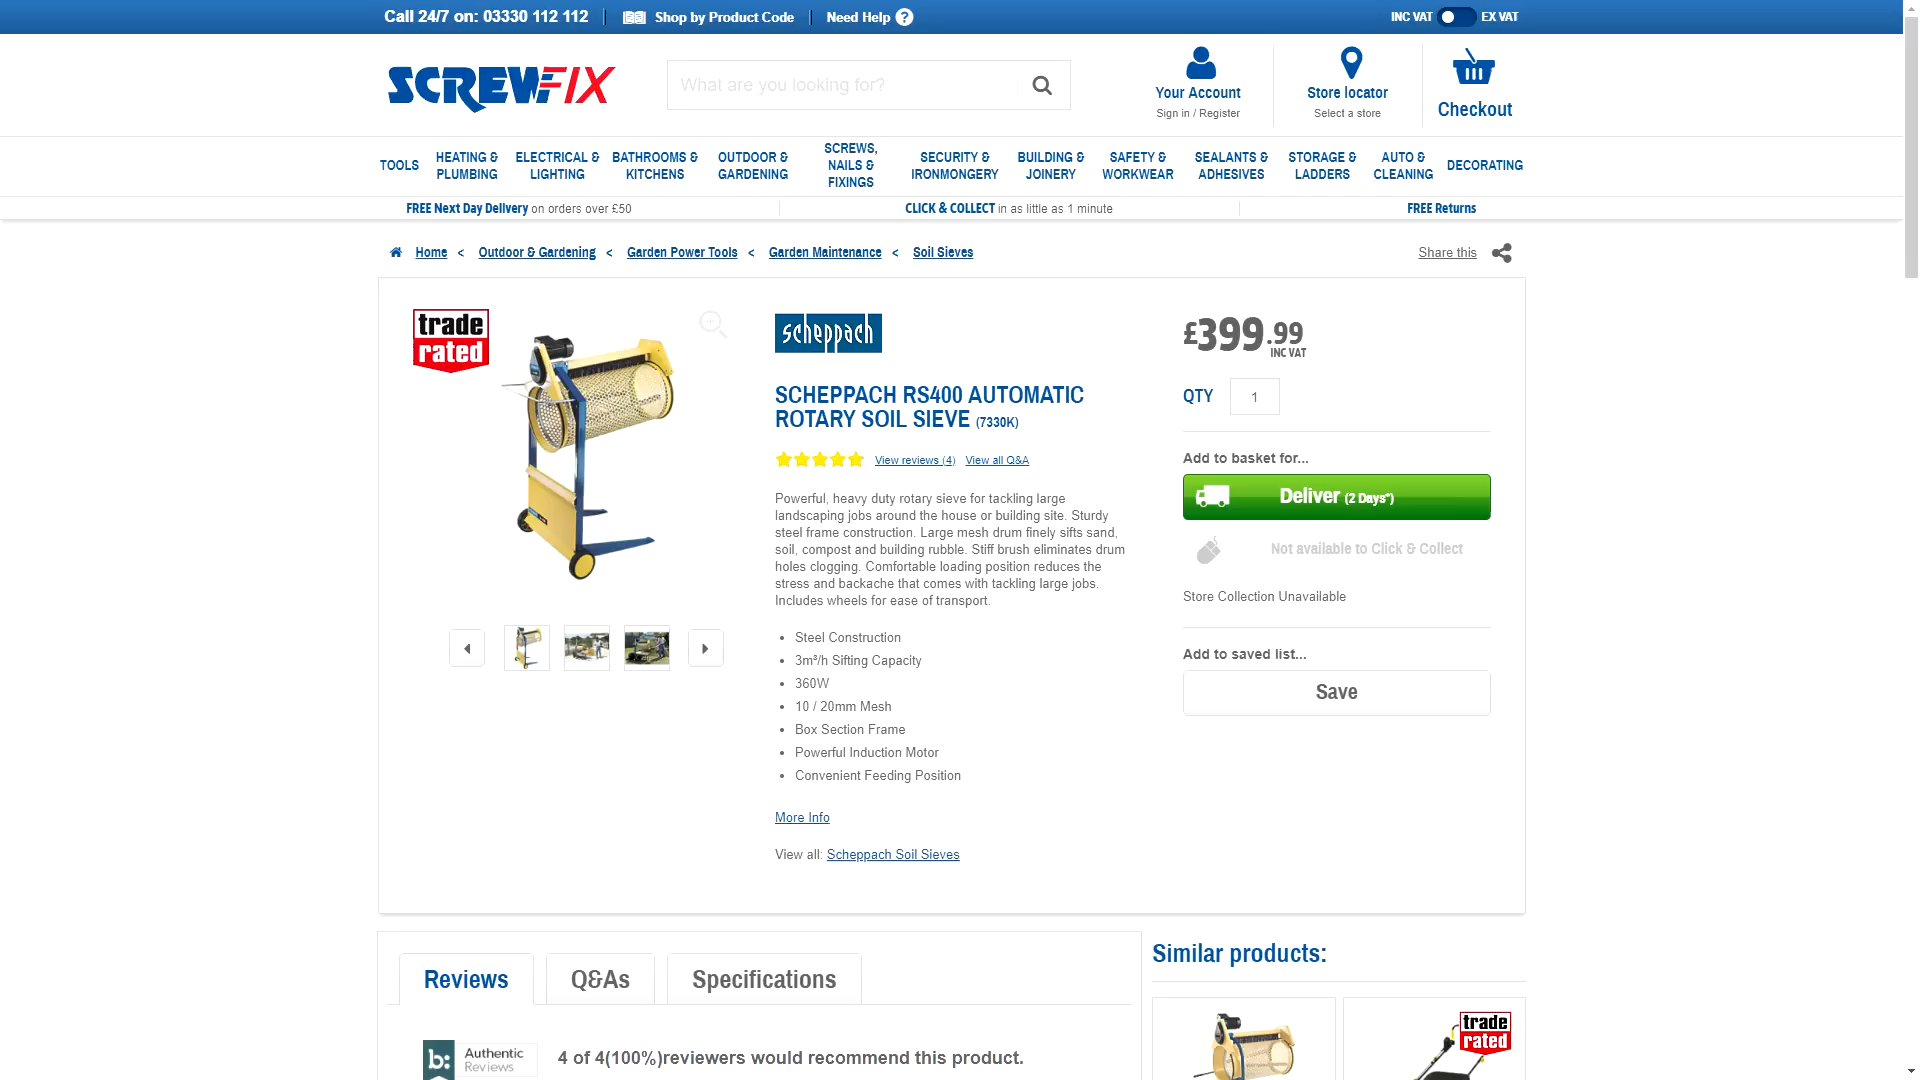 Call 24/7 on: 03330 112 112
Shop by Product Code
Need Help ?
INC VAT
EX VAT
SCREWFIX
What are you looking for?
Your Account
Sign in / Register
Store locator
Select a store
Checkout
TOOLS
HEATING &
PLUMBING
ELECTRICAL &
LIGHTING
BATHROOMS &
KITCHENS
OUTDOOR &
GARDENING
SCREWS,
NAILS &
FIXINGS
SECURITY &
IRONMONGERY
BUILDING &
JOINERY
SAFETY &
WORKWEAR
SEALANTS &
ADHESIVES
STORAGE &
LADDERS
AUTO &
CLEANING
DECORATING
FREE Next Day Delivery on orders over £50
CLICK & COLLECT in as little as 1 minute
FREE Returns
Home < Outdoor & Gardening < Garden Power Tools < Garden Maintenance < Soil Sieves
Share this
trade
rated
scheppach
SCHEPPACH RS400 AUTOMATIC
ROTARY SOIL SIEVE (7330K)
View reviews (4) View all Q&A
Powerful, heavy duty rotary sieve for tackling large
landscaping jobs around the house or building site. Sturdy
steel frame construction. Large mesh drum finely sifts sand,
soil, compost and building rubble. Stiff brush eliminates drum
holes clogging. Comfortable loading position reduces the
stress and backache that comes with tackling large jobs.
Includes wheels for ease of transport.
• Steel Construction
• 3m³/h Sifting Capacity
• 360W
• 10 / 20mm Mesh
• Box Section Frame
• Powerful Induction Motor
• Convenient Feeding Position
More Info
View all: Scheppach Soil Sieves
£399.99
INC VAT
QTY 1
Add to basket for...
Deliver (2 Days*)
Not available to Click & Collect
Store Collection Unavailable
Add to saved list...
Save
Reviews
Q&As
Specifications
b:
Authentic
Reviews
4 of 4(100%)reviewers would recommend this product.
Similar products:
trade
rated